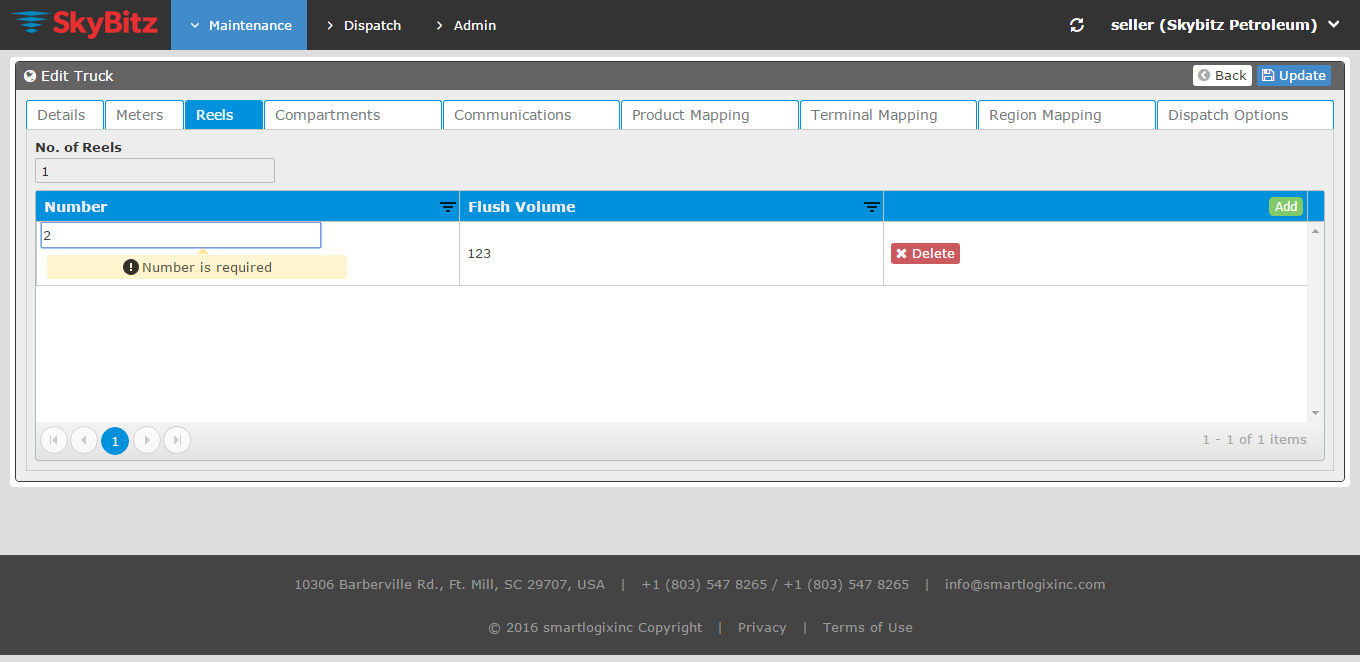 SkyBitz Maintenance Dispatch Admin seller (Skybitz Petroleum)
Edit Truck Back Update
Details Meters Reels Compartments Communications Product Mapping Terminal Mapping Region Mapping Dispatch Options
No. of Reels
1
Number Flush Volume Add
2
123 Delete
Number is required
1 1 - 1 of 1 items
10306 Barberville Rd., Ft. Mill, SC 29707, USA | +1 (803) 547 8265 / +1 (803) 547 8265 | info@smartlogixinc.com
© 2016 smartlogixinc Copyright | Privacy | Terms of Use